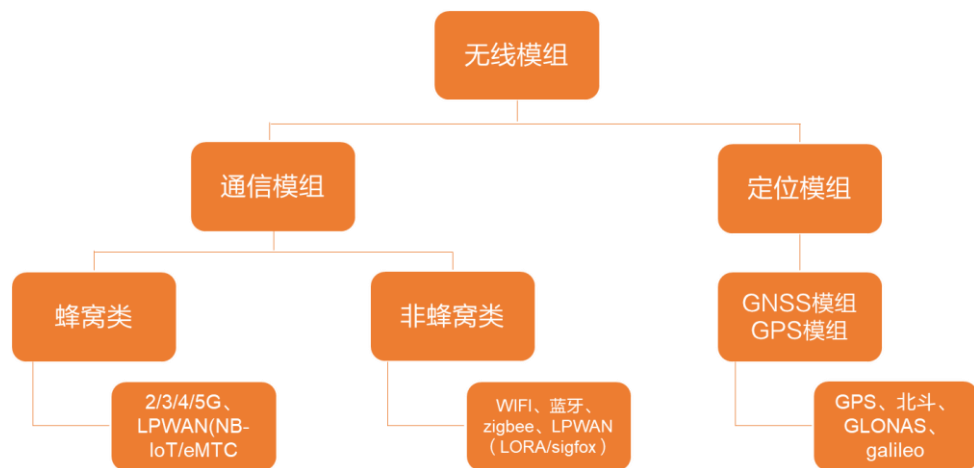 无线模组
通信模组
定位模组
蜂窝类
非蜂窝类
GNSS模组
GPS模组
2/3/4/5G、
LPWAN(NB-
IoT/eMTC
WIFI、蓝牙、
zigbee、LPWAN
（LORA/sigfox）
GPS、北斗、
GLONAS、
galileo